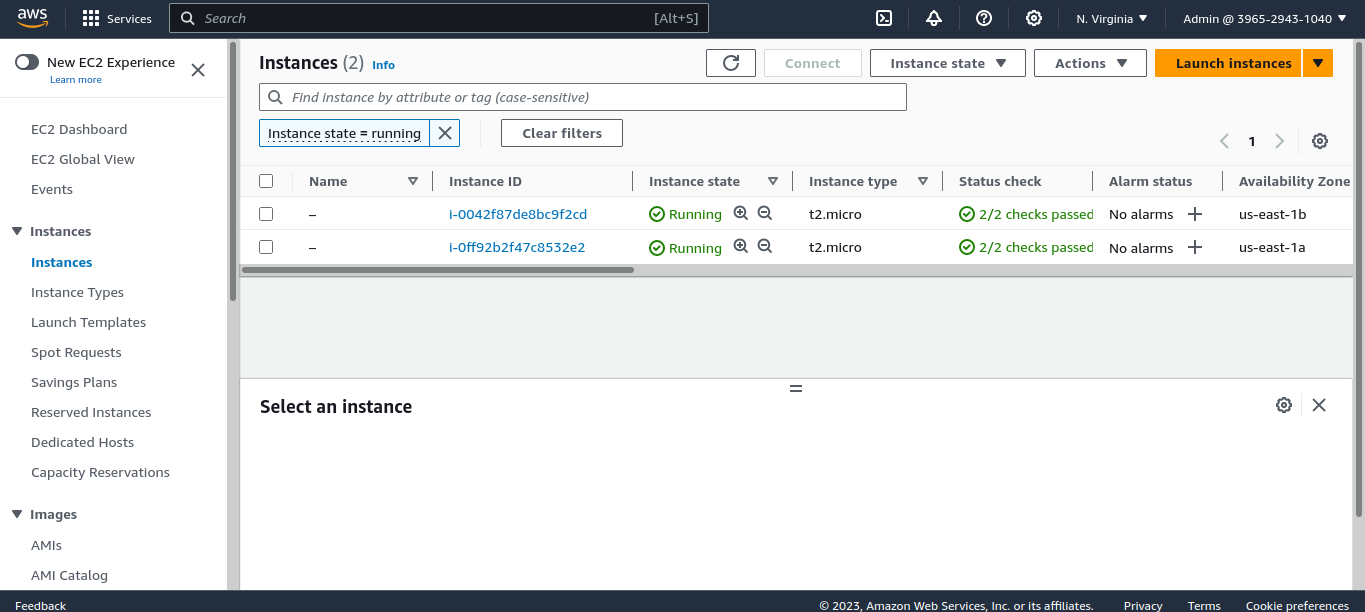 aws
Services
Search
[Alt+S]
N. Virginia
Admin @ 3965-2943-1040
New EC2 Experience
Learn more
EC2 Dashboard
EC2 Global View
Events
Instances
Instances
Instance Types
Launch Templates
Spot Requests
Savings Plans
Reserved Instances
Dedicated Hosts
Capacity Reservations
Images
AMIs
AMI Catalog
Instances (2) Info
Connect
Instance state
Actions
Launch instances
Find instance by attribute or tag (case-sensitive)
Instance state = running
Clear filters
1
Name Instance ID Instance state Instance type Status check Alarm status Availability Zone
– i-0042f87de8bc9f2cd Running t2.micro 2/2 checks passed No alarms + us-east-1b
– i-0ff92b2f47c8532e2 Running t2.micro 2/2 checks passed No alarms + us-east-1a
Select an instance
Feedback
© 2023, Amazon Web Services, Inc. or its affiliates.
Privacy
Terms
Cookie preferences